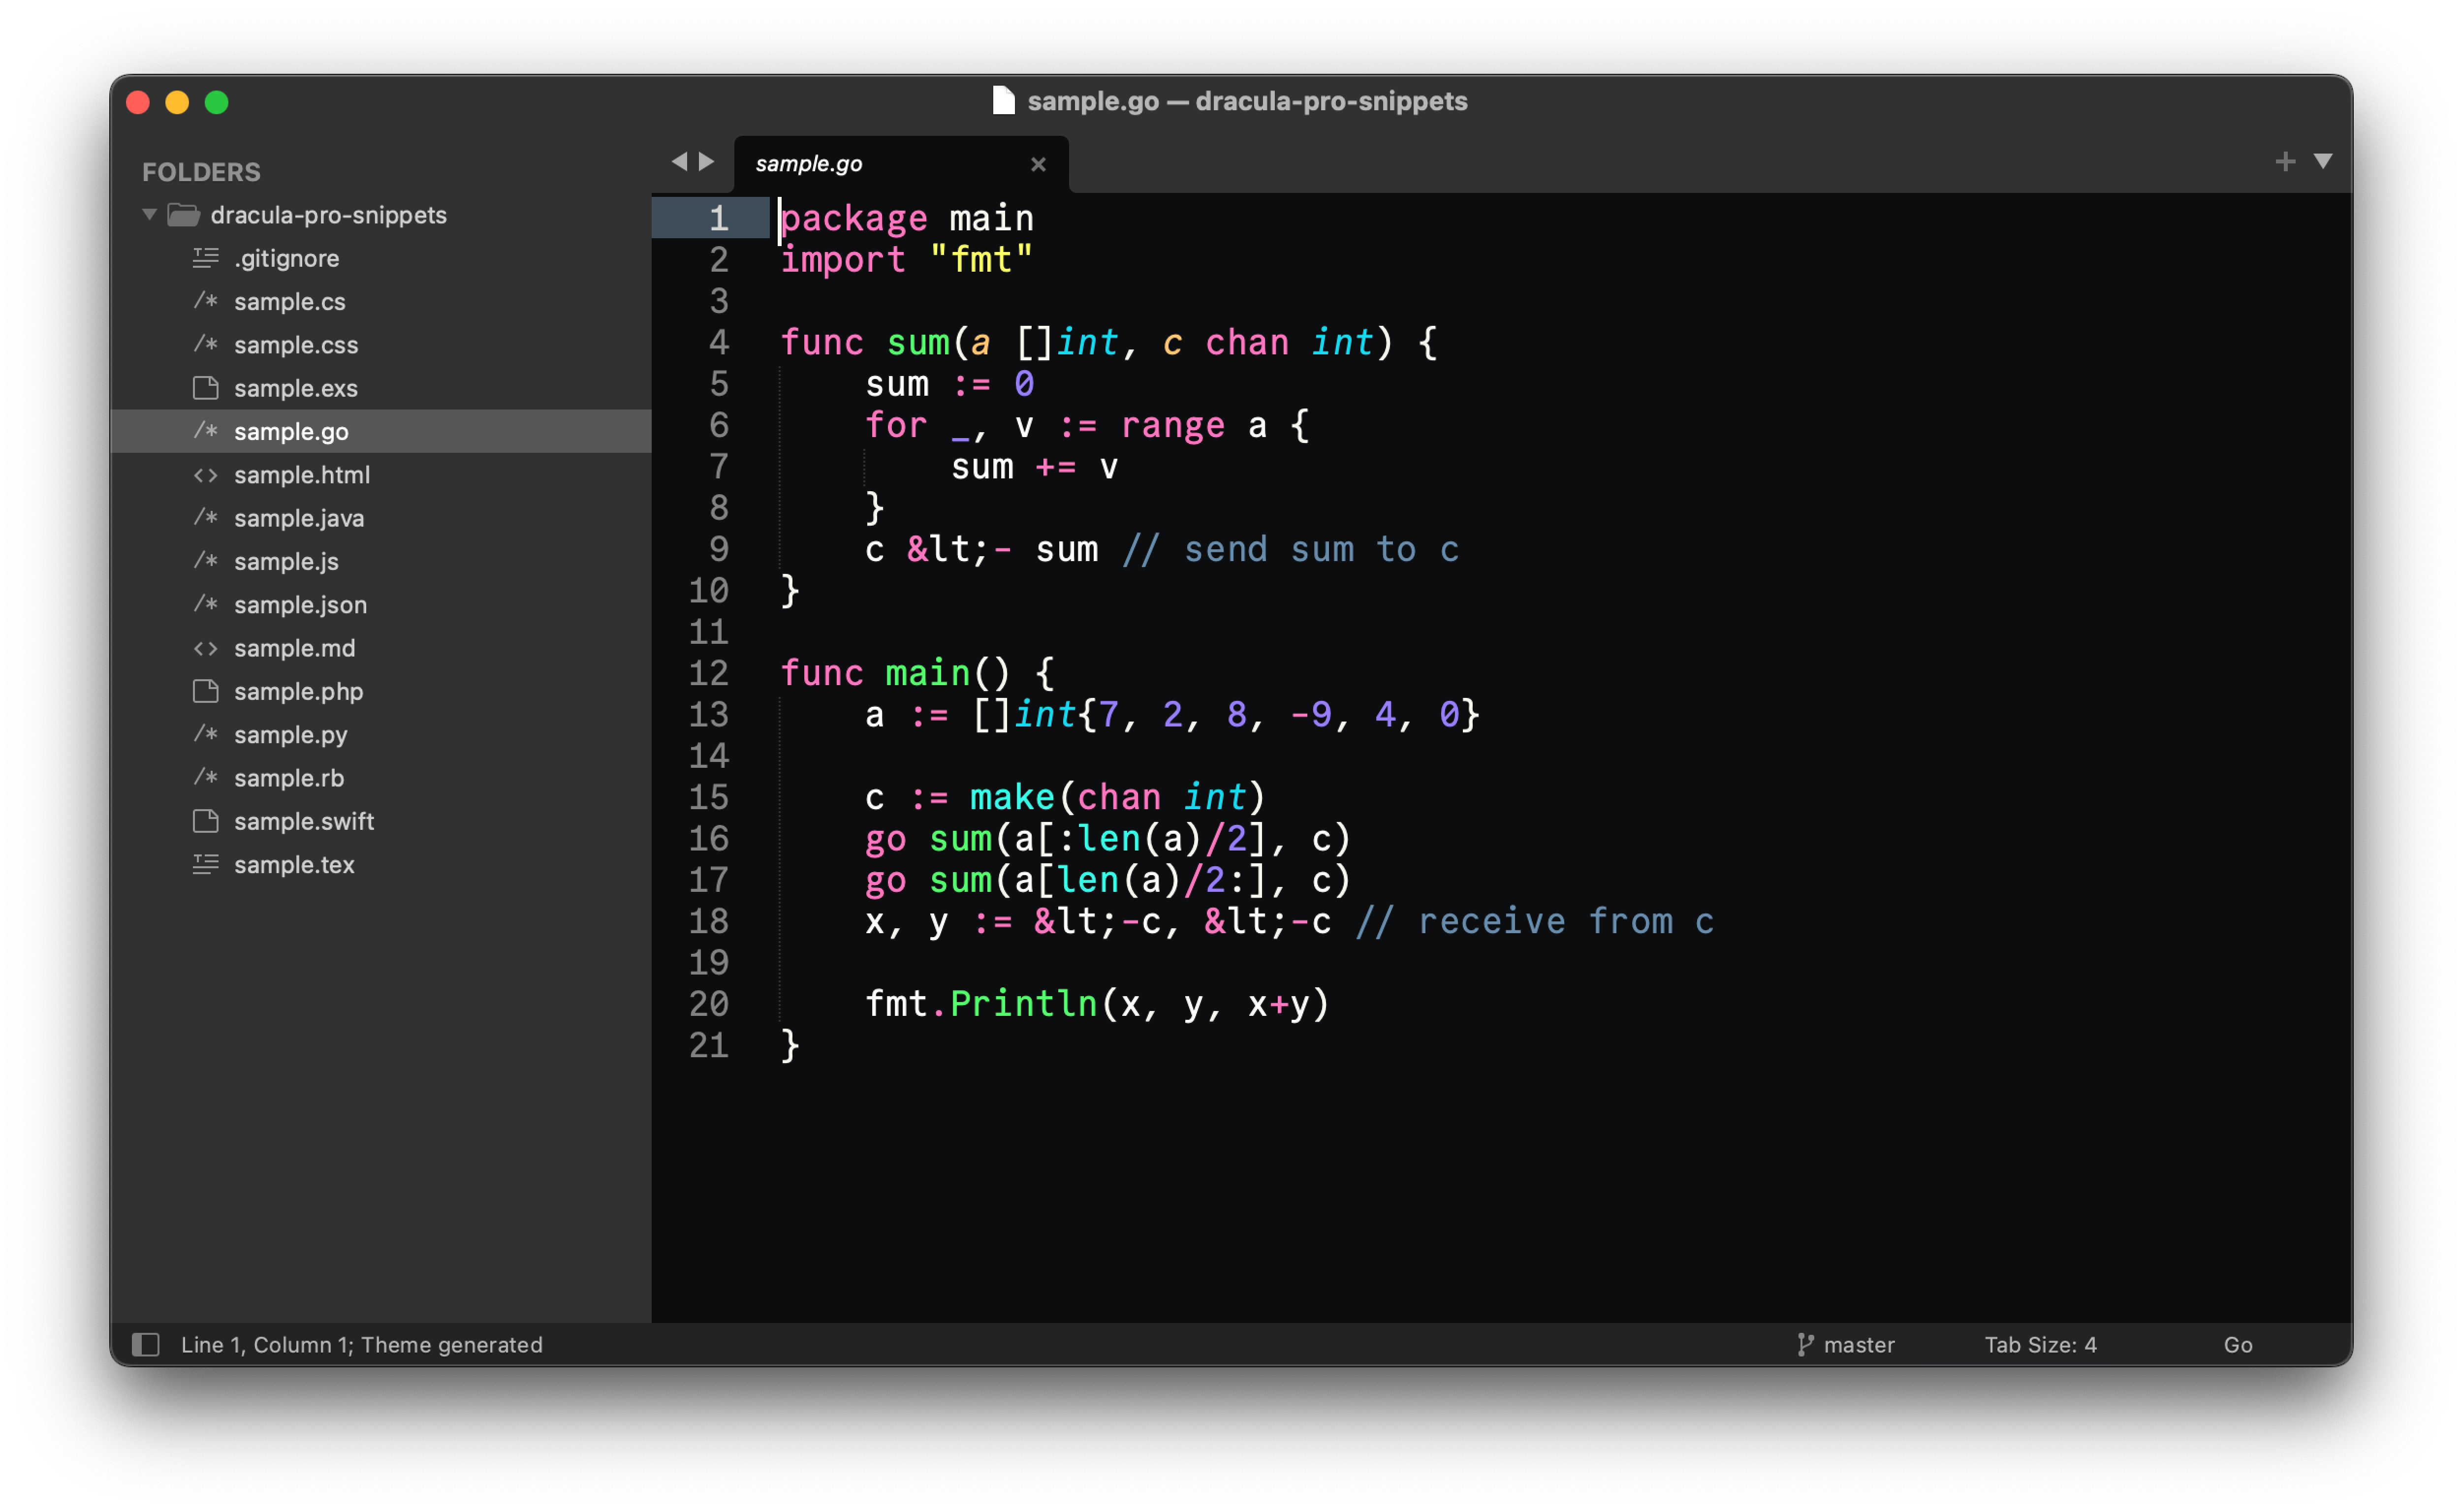 sample.go — dracula-pro-snippets
FOLDERS
dracula-pro-snippets
.gitignore
sample.cs
sample.css
sample.exs
sample.go
sample.html
sample.java
sample.js
sample.json
sample.md
sample.php
sample.py
sample.rb
sample.swift
sample.tex
sample.go ×
1 package main
2 import "fmt"
3
4 func sum(a []int, c chan int) {
5     sum := 0
6     for _, v := range a {
7         sum += v
8     }
9     c &lt;- sum // send sum to c
10 }
11
12 func main() {
13     a := []int{7, 2, 8, -9, 4, 0}
14
15     c := make(chan int)
16     go sum(a[:len(a)/2], c)
17     go sum(a[len(a)/2:], c)
18     x, y := &lt;-c, &lt;-c // receive from c
19
20     fmt.Println(x, y, x+y)
21 }
Line 1, Column 1; Theme generated
master
Tab Size: 4
Go